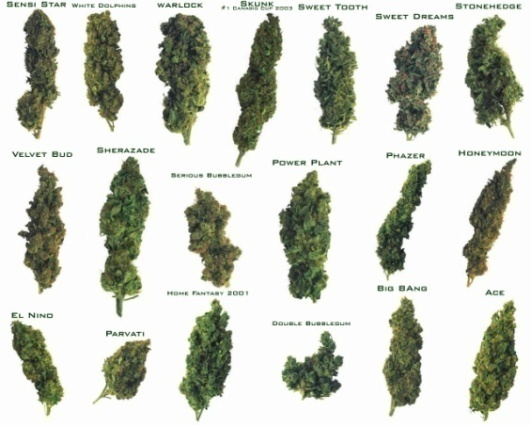 SENSI STAR
WHITE DOLPHINS
WARLOCK
SKUNK
#1 CANABIS CUP 2003
SWEET TOOTH
SWEET DREAMS
STONEHEDGE
VELVET BUD
SHERAZADE
SERIOUS BUBBLEGUM
POWER PLANT
PHAZER
HONEYMOON
EL NINO
PARVATI
HOME FANTASY 2001
DOUBLE BUBBLEGUM
BIG BANG
ACE